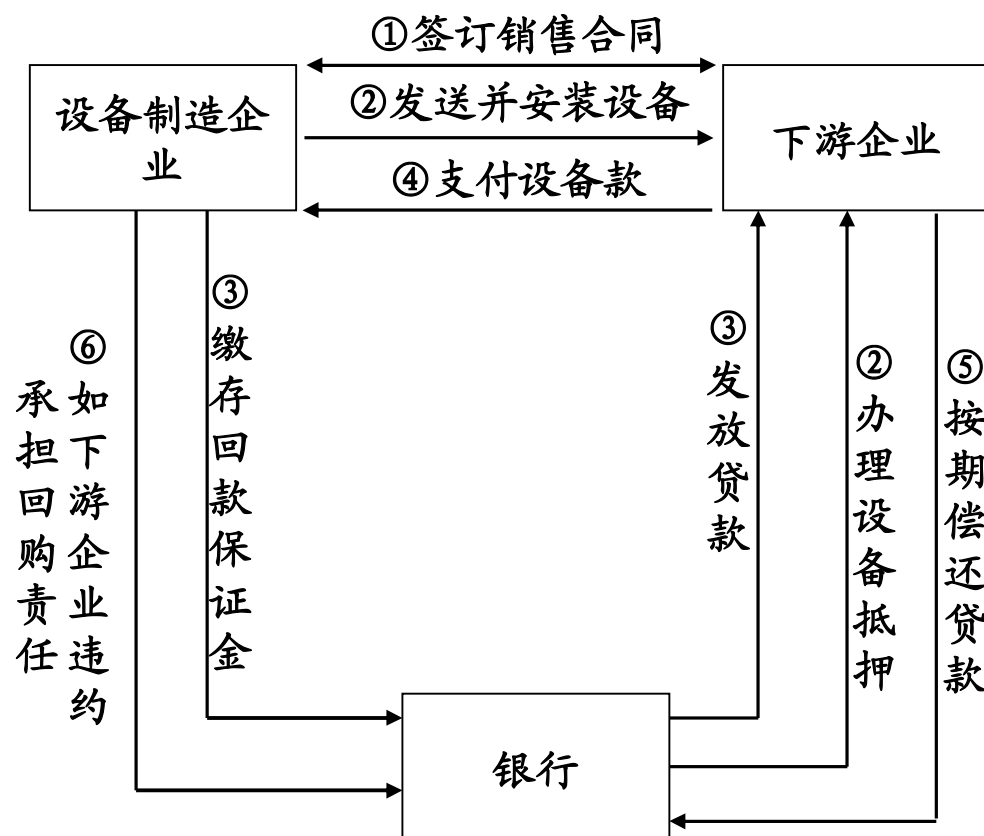 ①签订销售合同
设备制造企
业
②发送并安装设备
下游企业
④支付设备款
⑥如下游企业违约
承担回购责任
③缴存回款保证金
③发放贷款
②办理设备抵押
⑤按期偿还贷款
银行